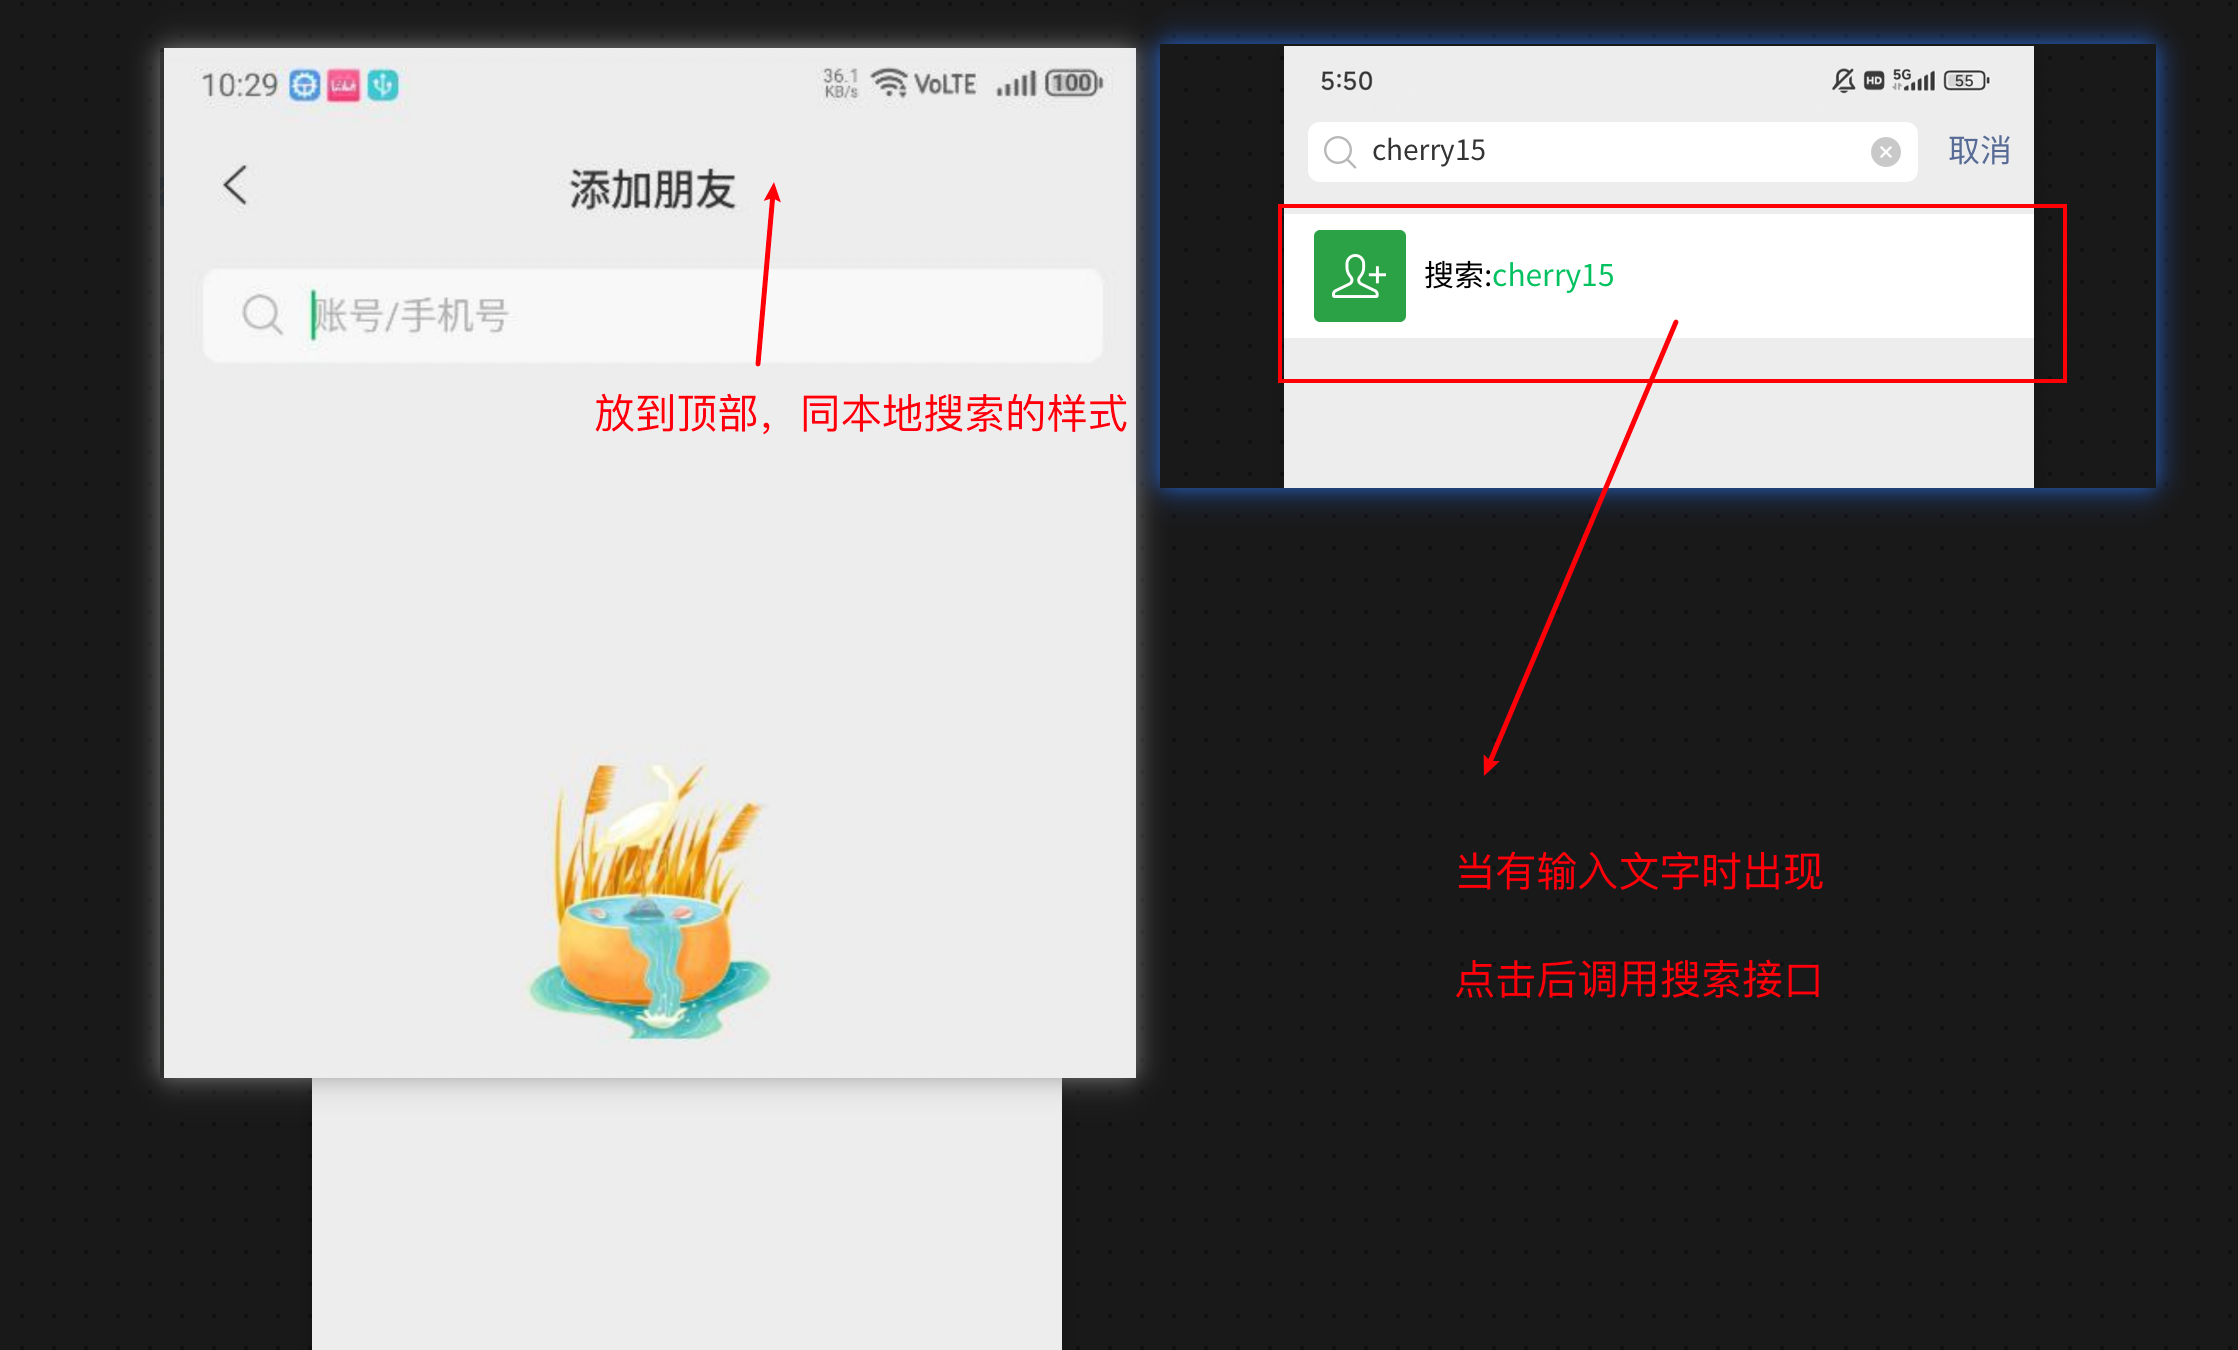 10:29
36.1
KB/s
VoLTE
100
添加朋友
账号/手机号
放到顶部，同本地搜索的样式
5:50
HD
5G
55
cherry15
取消
搜索:cherry15
当有输入文字时出现
点击后调用搜索接口